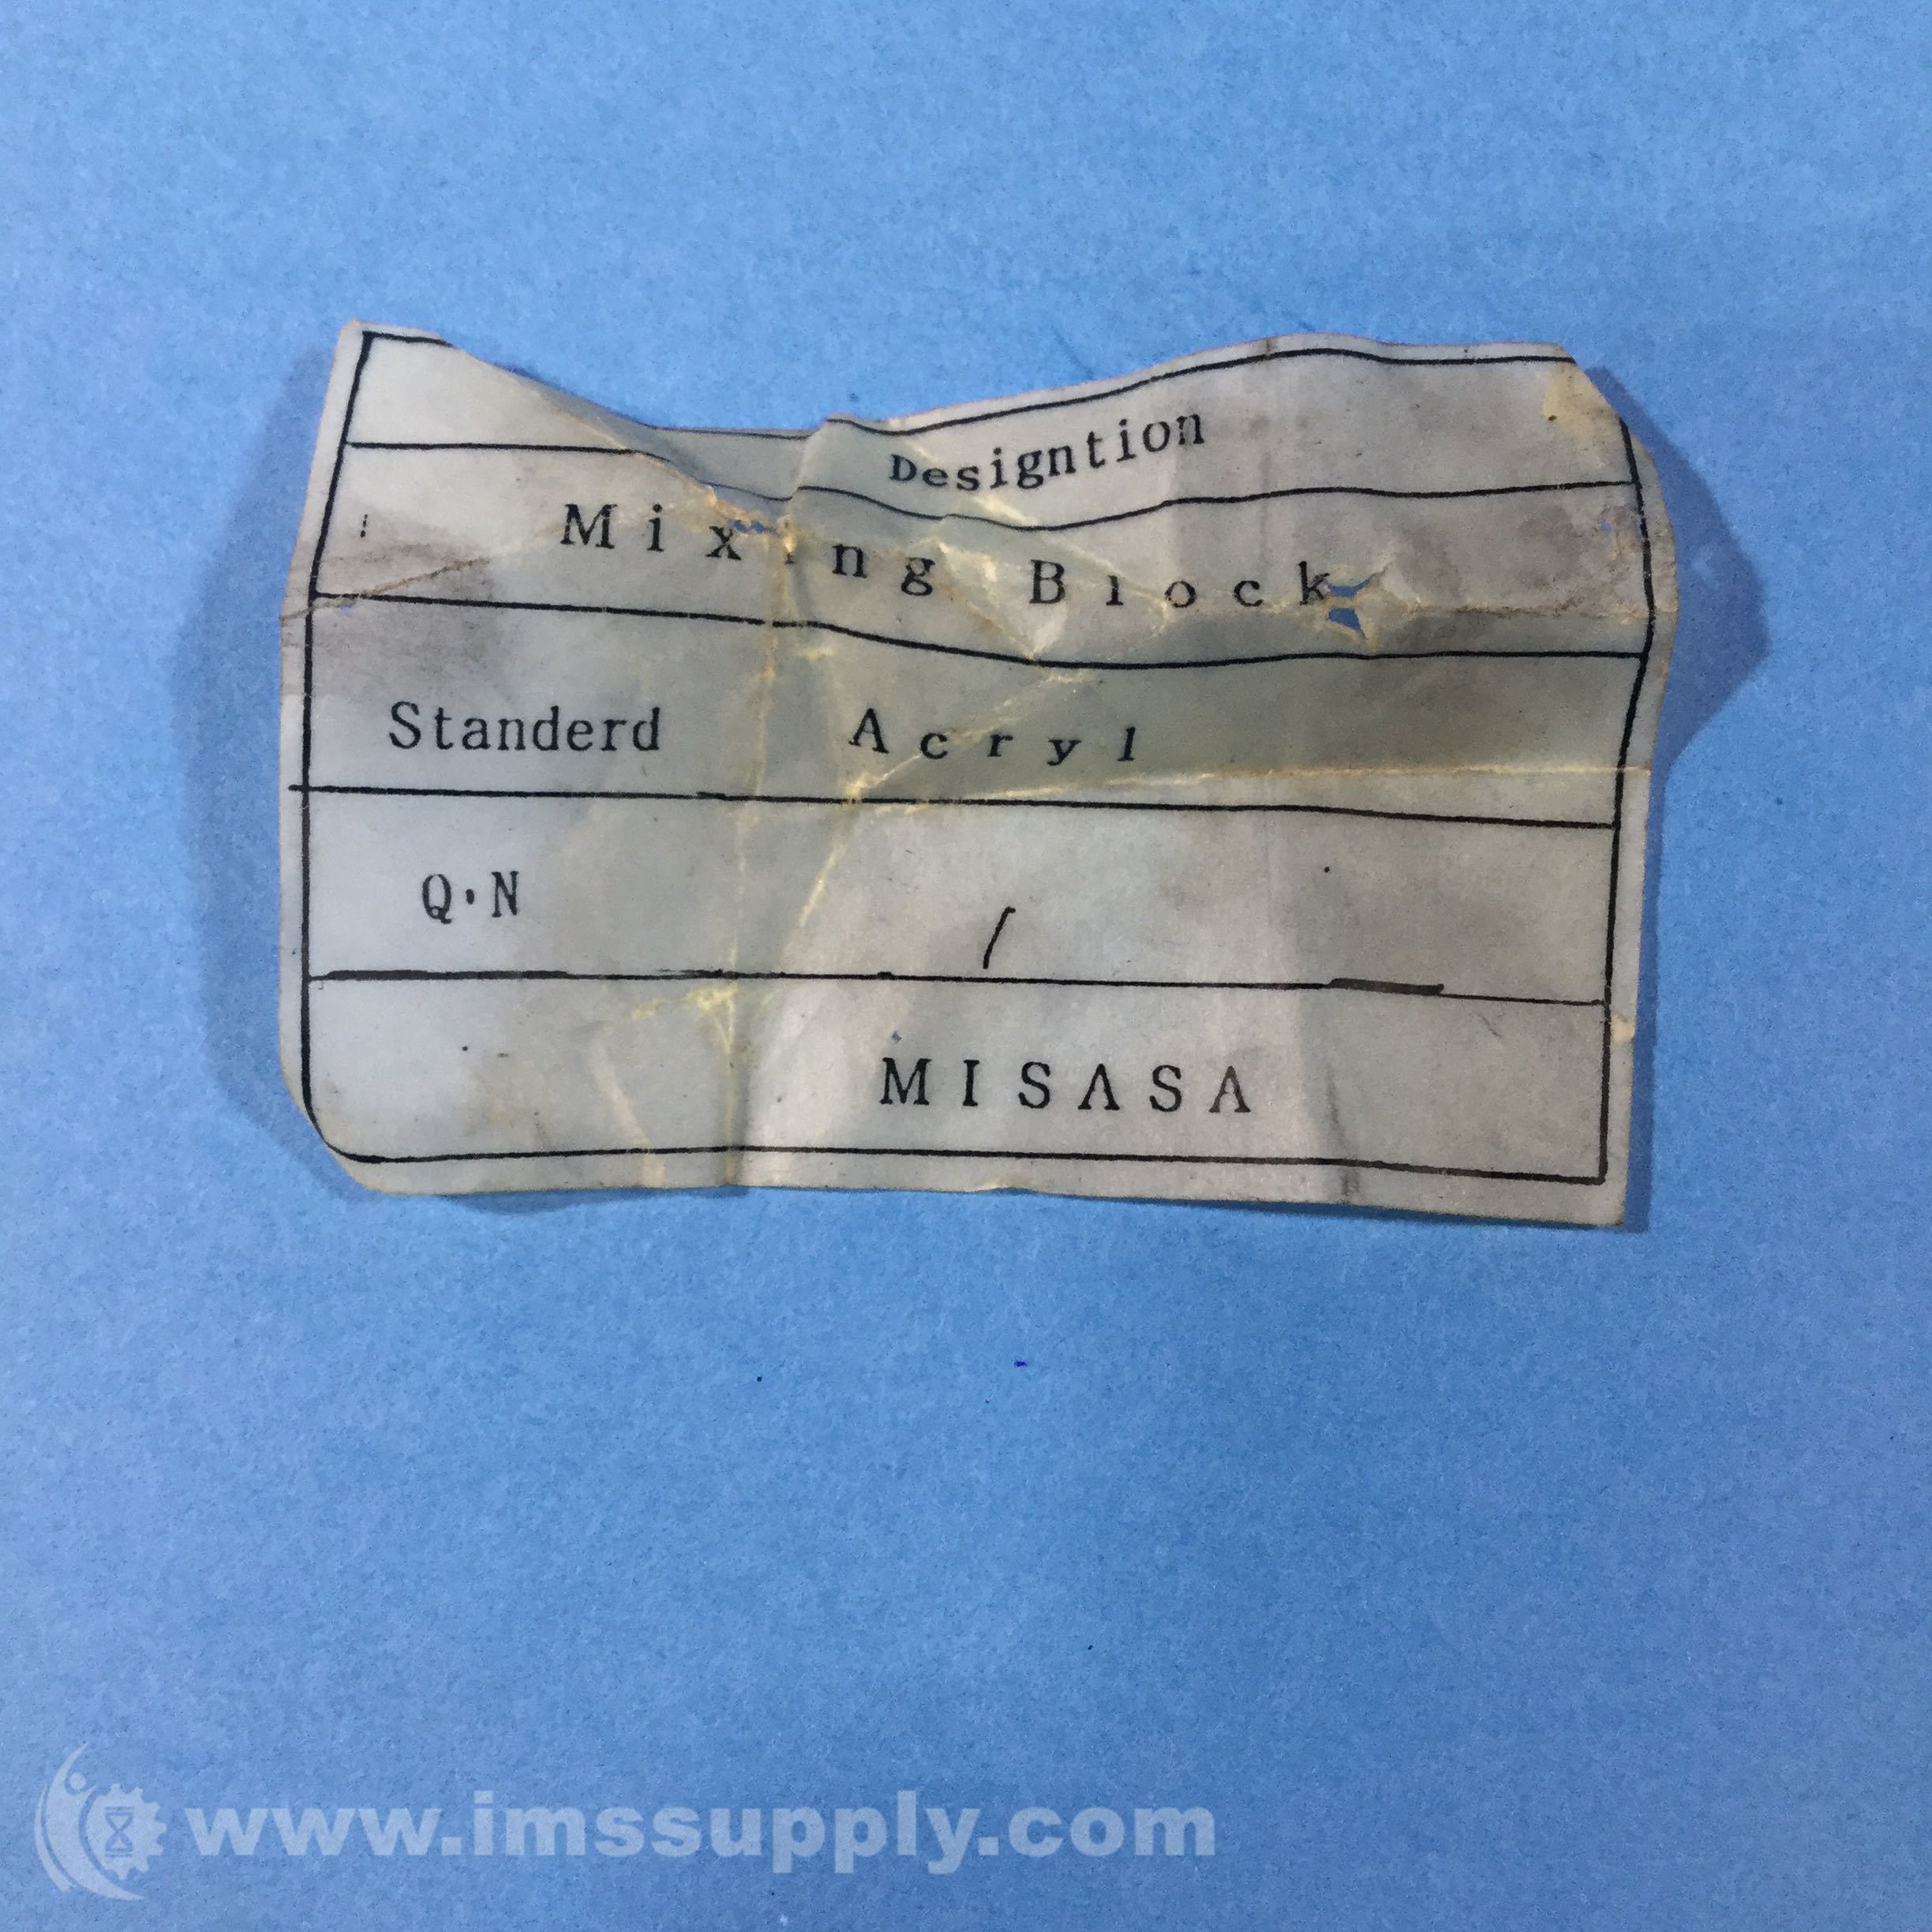 Designtion
Mixing Block
Standerd Acryl
Q·N /
MISASA
www.imssupply.com